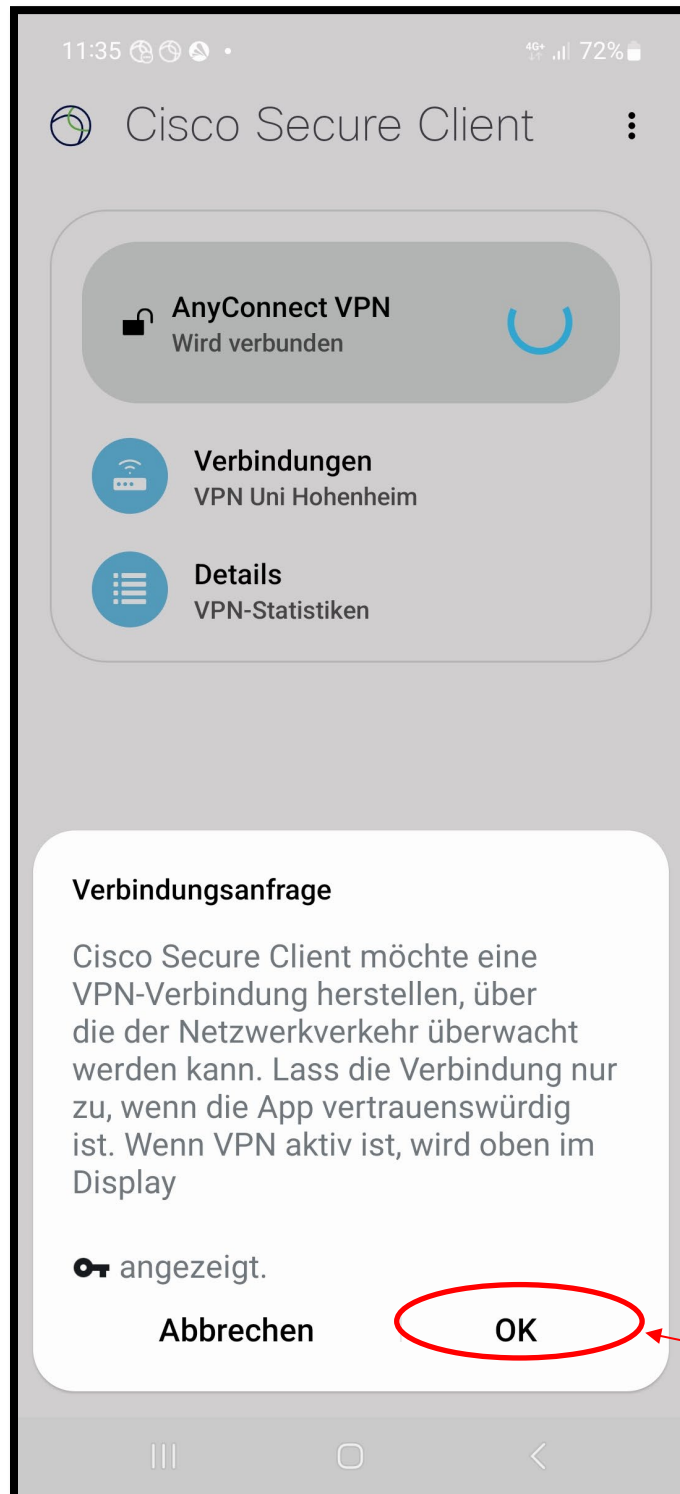 11:35
4G+
72%
Cisco Secure Client
AnyConnect VPN
Wird verbunden
Verbindungen
VPN Uni Hohenheim
Details
VPN-Statistiken
Verbindungsanfrage
Cisco Secure Client möchte eine
VPN-Verbindung herstellen, über
die der Netzwerkverkehr überwacht
werden kann. Lass die Verbindung nur
zu, wenn die App vertrauenswürdig
ist. Wenn VPN aktiv ist, wird oben im
Display
angezeigt.
Abbrechen
OK